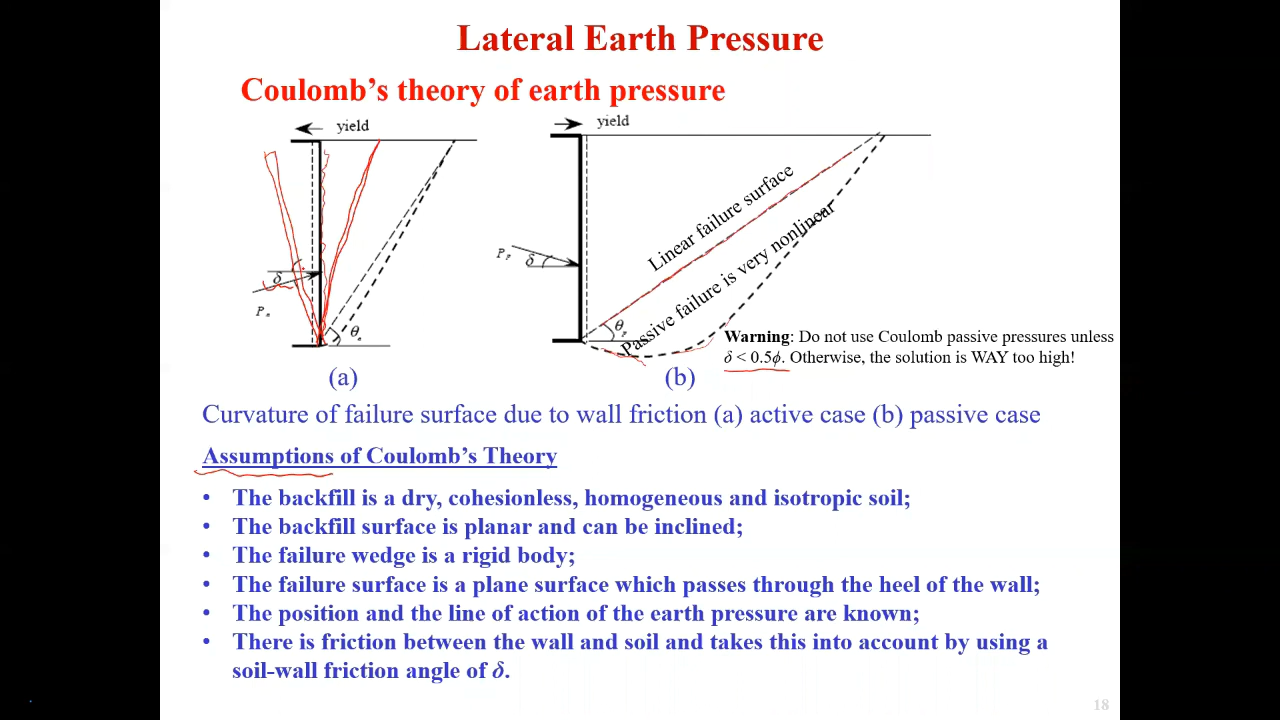 Lateral Earth Pressure
Coulomb's theory of earth pressure
yield
yield
Linear failure surface
Passive failure is very nonlinear
δ
Pₐ
θₐ
Pₚ
δ
θₚ
Warning: Do not use Coulomb passive pressures unless
δ < 0.5ϕ. Otherwise, the solution is WAY too high!
(a)
(b)
Curvature of failure surface due to wall friction (a) active case (b) passive case
Assumptions of Coulomb's Theory
• The backfill is a dry, cohesionless, homogeneous and isotropic soil;
• The backfill surface is planar and can be inclined;
• The failure wedge is a rigid body;
• The failure surface is a plane surface which passes through the heel of the wall;
• The position and the line of action of the earth pressure are known;
• There is friction between the wall and soil and takes this into account by using a
soil-wall friction angle of δ.
18